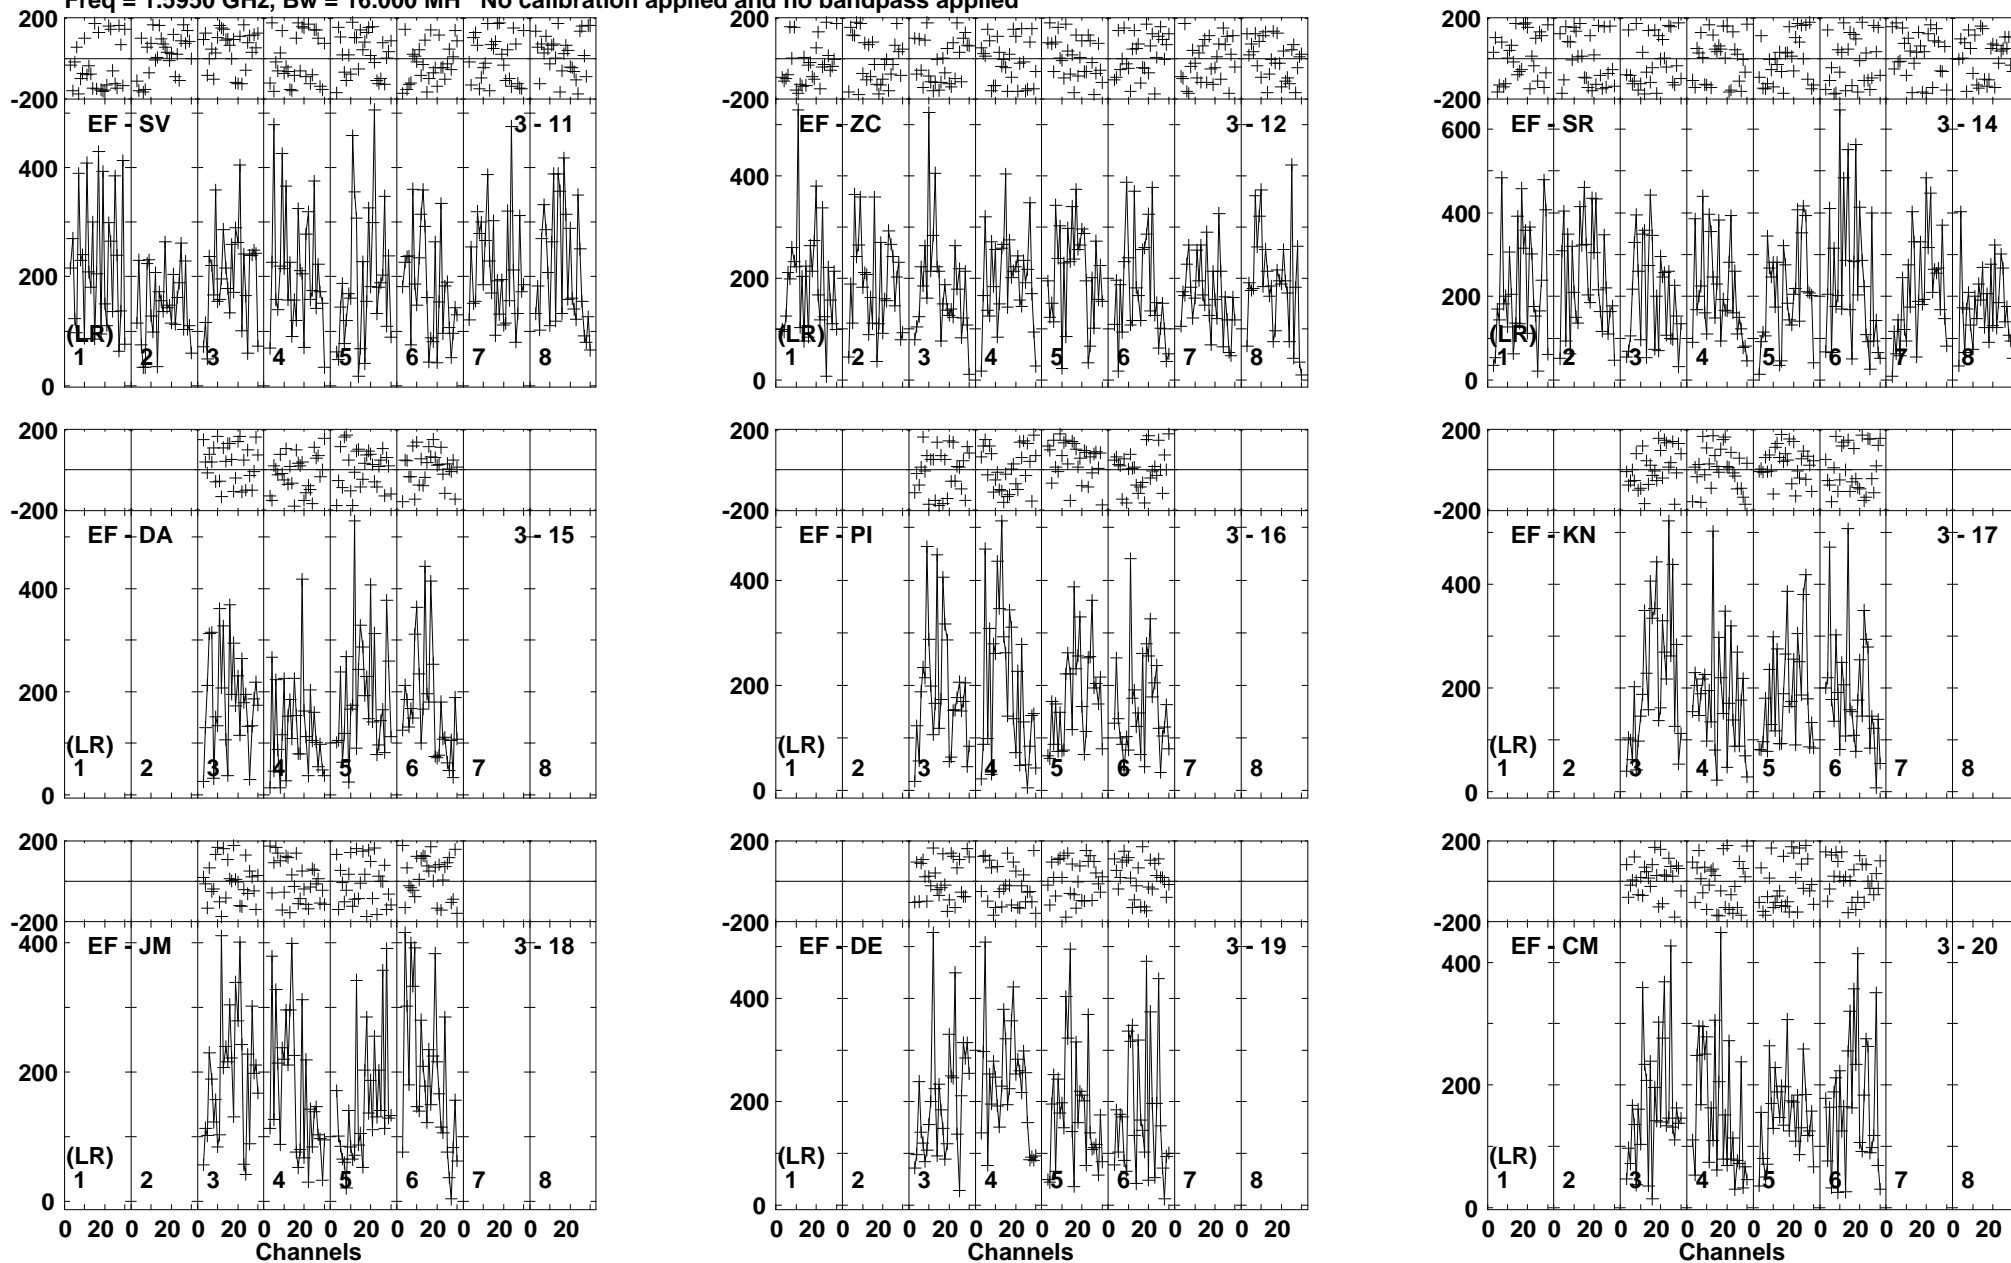 Freq = 1.5950 GHz, Bw = 16.000 MH No calibration applied and no bandpass applied
200 200 200
-200 -200 -200
EF - SV 3 - 11 EF - ZC 3 - 12 600 EF - SR 3 - 14
400 400 400
200 200 200
(LR) (LR) (LR)
1 2 3 4 5 6 7 8 1 2 3 4 5 6 7 8 1 2 3 4 5 6 7 8
0 0 0
200 200 200
-200 -200 -200
EF - DA 3 - 15 EF - PI 3 - 16 EF - KN 3 - 17
400 400 400
200 200 200
(LR) (LR) (LR)
1 2 3 4 5 6 7 8 1 2 3 4 5 6 7 8 1 2 3 4 5 6 7 8
0 0 0
200 200 200
-200 -200 -200
400 EF - JM 3 - 18 EF - DE 3 - 19 EF - CM 3 - 20
400 400
200 200 200
(LR) (LR) (LR)
1 2 3 4 5 6 7 8 1 2 3 4 5 6 7 8 1 2 3 4 5 6 7 8
0 0 0
0 20 0 20 0 20 0 20 0 20 0 20 0 20 0 20 0 20 0 20 0 20 0 20 0 20 0 20 0 20 0 20 0 20 0 20 0 20 0 20 0 20 0 20 0 20 0 20
Channels Channels Channels